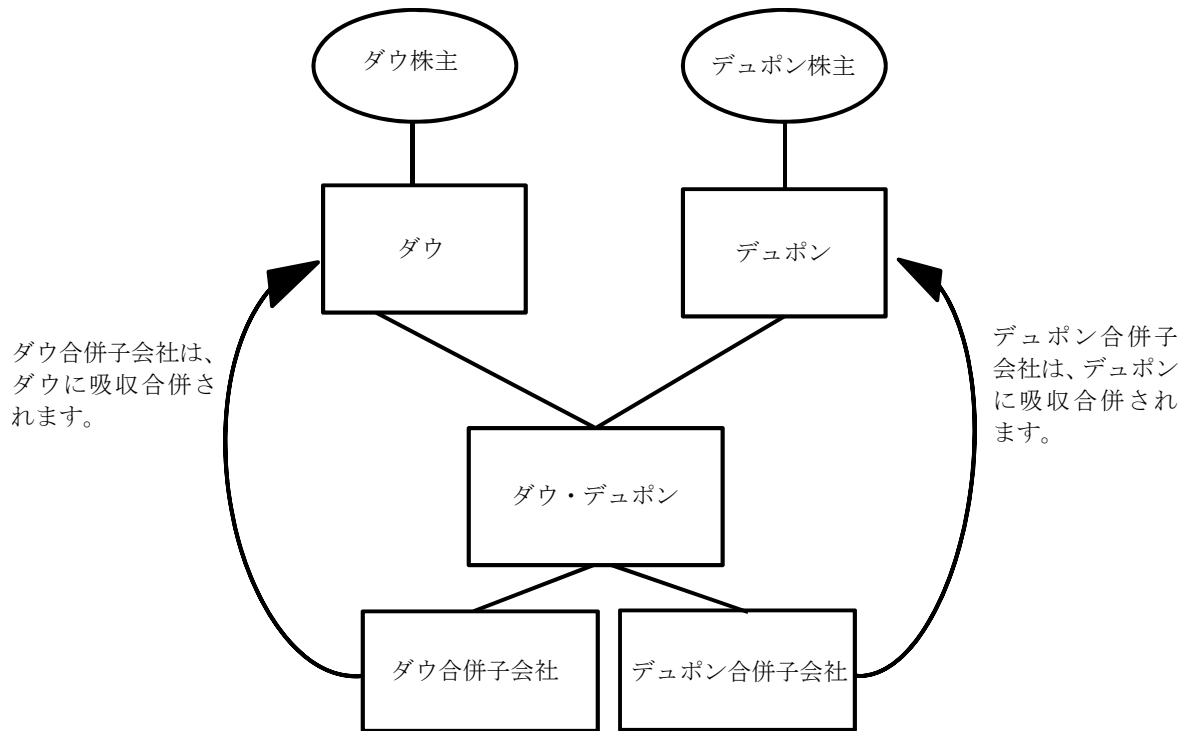 ダウ株主
デュポン株主
ダウ
デュポン
ダウ合併子会社は、
ダウに吸収合併さ
れます。
デュポン合併子
会社は、デュポン
に吸収合併され
ます。
ダウ・デュポン
ダウ合併子会社
デュポン合併子会社